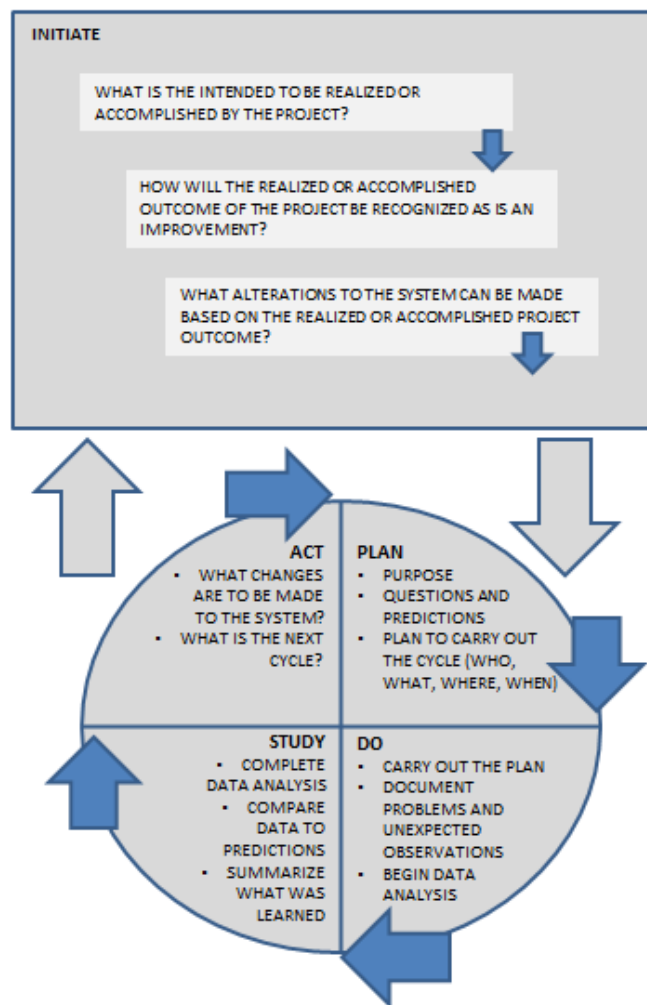 INITIATE
WHAT IS THE INTENDED TO BE REALIZED OR
ACCOMPLISHED BY THE PROJECT?
HOW WILL THE REALIZED OR ACCOMPLISHED
OUTCOME OF THE PROJECT BE RECOGNIZED AS IS AN
IMPROVEMENT?
WHAT ALTERATIONS TO THE SYSTEM CAN BE MADE
BASED ON THE REALIZED OR ACCOMPLISHED PROJECT
OUTCOME?
ACT
▪ WHAT CHANGES
ARE TO BE MADE
TO THE SYSTEM?
▪ WHAT IS THE NEXT
CYCLE?
PLAN
▪ PURPOSE
▪ QUESTIONS AND
PREDICTIONS
▪ PLAN TO CARRY OUT
THE CYCLE (WHO,
WHAT, WHERE, WHEN)
STUDY
▪ COMPLETE
DATA ANALYSIS
▪ COMPARE
DATA TO
PREDICTIONS
▪ SUMMARIZE
WHAT WAS
LEARNED
DO
▪ CARRY OUT THE PLAN
▪ DOCUMENT
PROBLEMS AND
UNEXPECTED
OBSERVATIONS
▪ BEGIN DATA
ANALYSIS